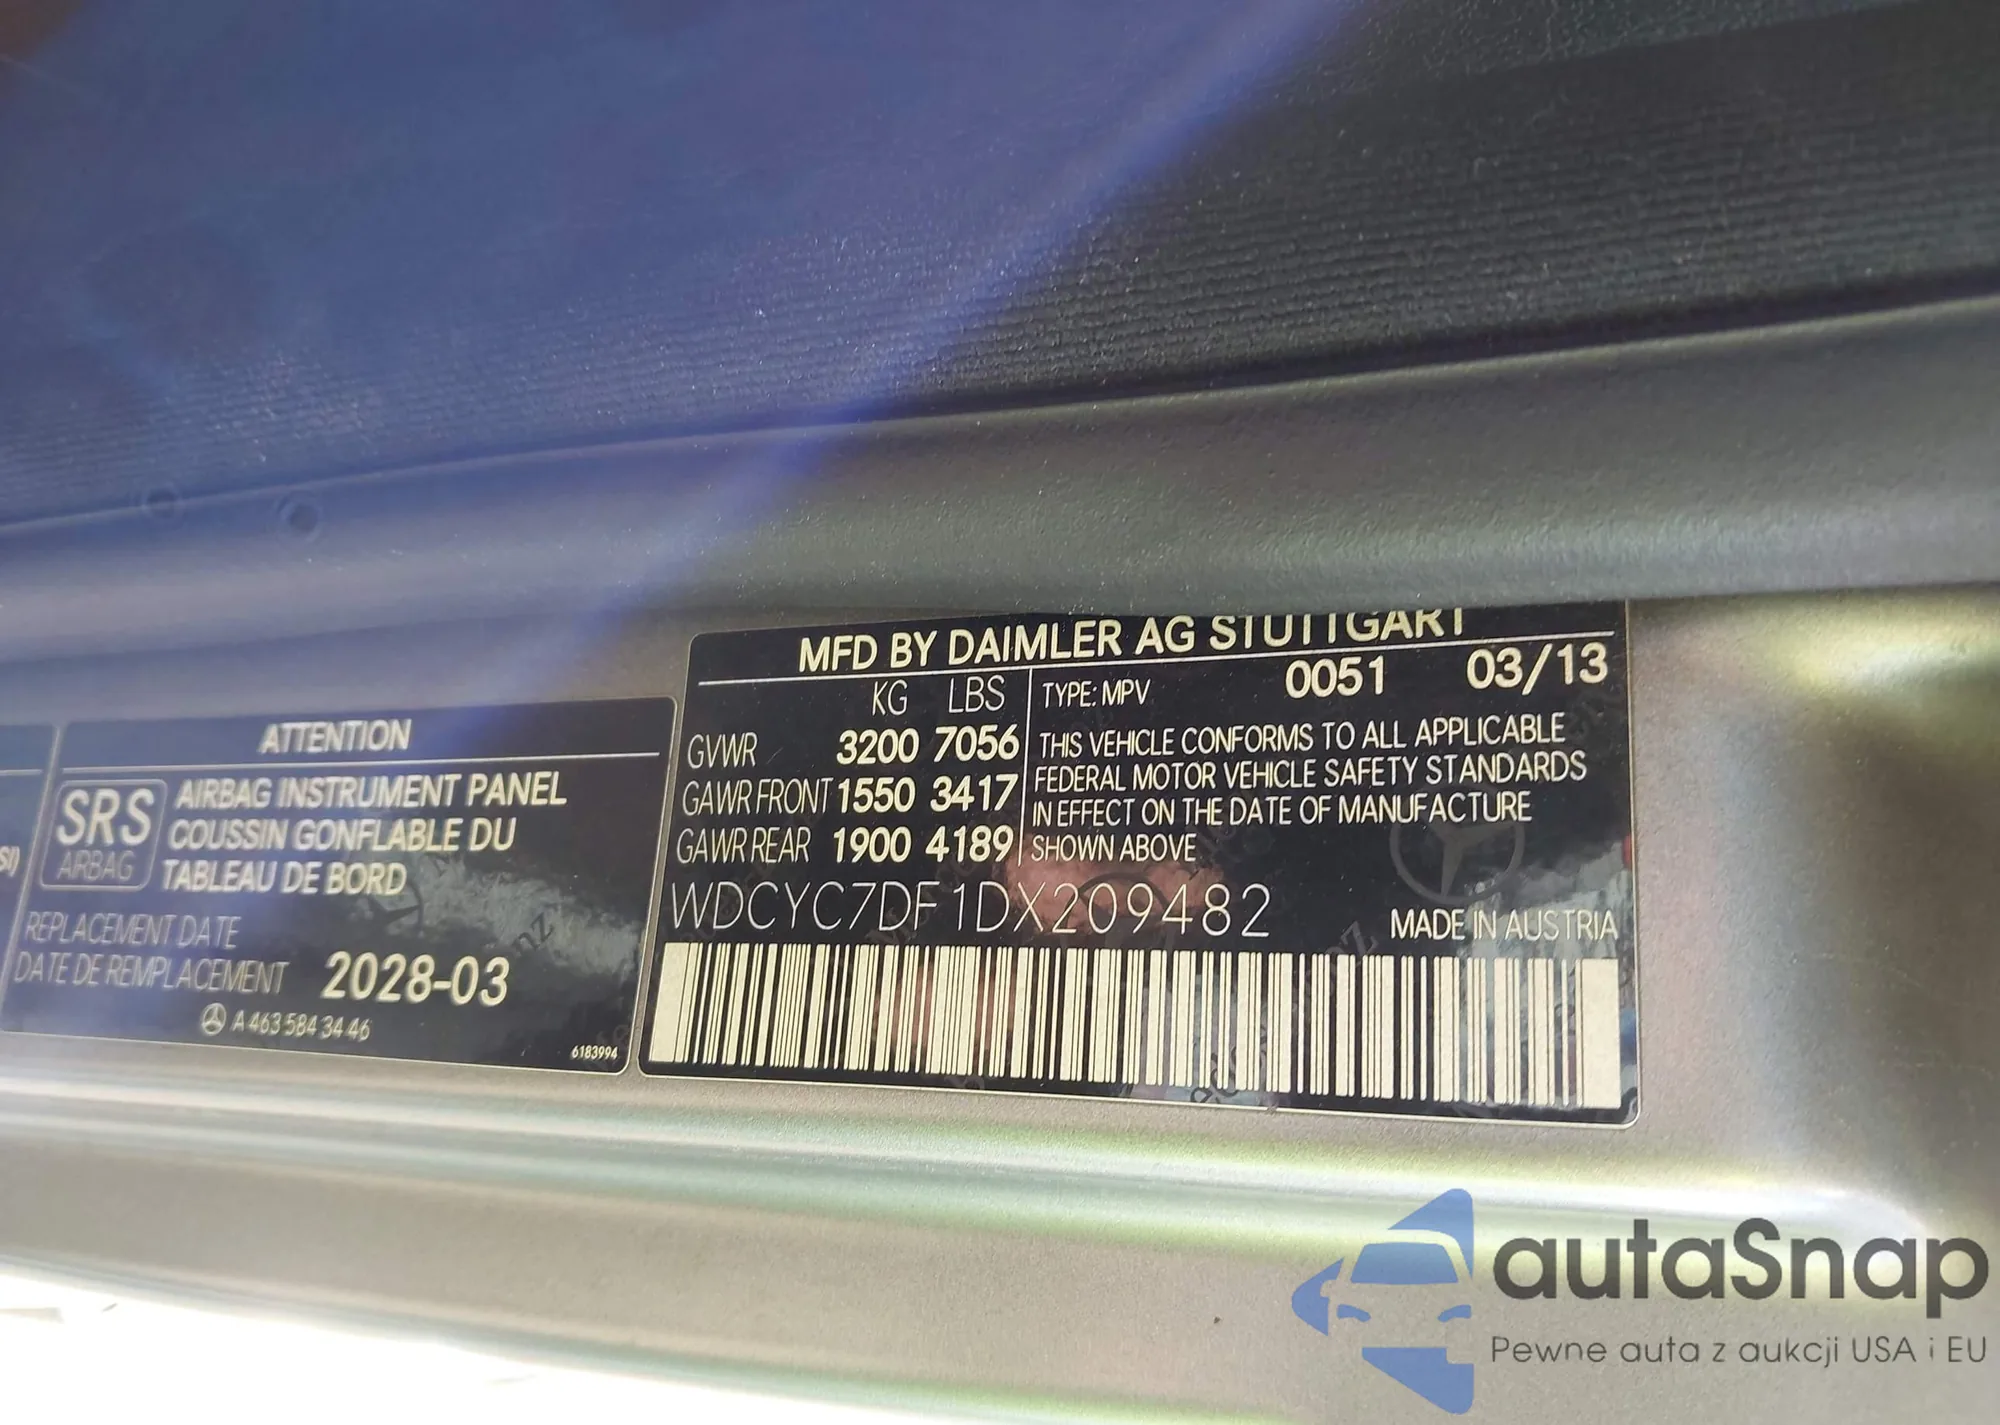 SI)
ATTENTION
SRS
AIRBAG
AIRBAG INSTRUMENT PANEL
COUSSIN GONFLABLE DU
TABLEAU DE BORD
REPLACEMENT DATE
DATE DE REMPLACEMENT 2028-03
A 463 584 34 46
6183994
MFD BY DAIMLER AG STUTTGART
KG LBS
GVWR 3200 7056
GAWR FRONT 1550 3417
GAWR REAR 1900 4189
TYPE: MPV 0051 03/13
THIS VEHICLE CONFORMS TO ALL APPLICABLE
FEDERAL MOTOR VEHICLE SAFETY STANDARDS
IN EFFECT ON THE DATE OF MANUFACTURE
SHOWN ABOVE
WDCYC7DF1DX209482
MADE IN AUSTRIA
autaSnap
Pewne auta z aukcji USA i EU